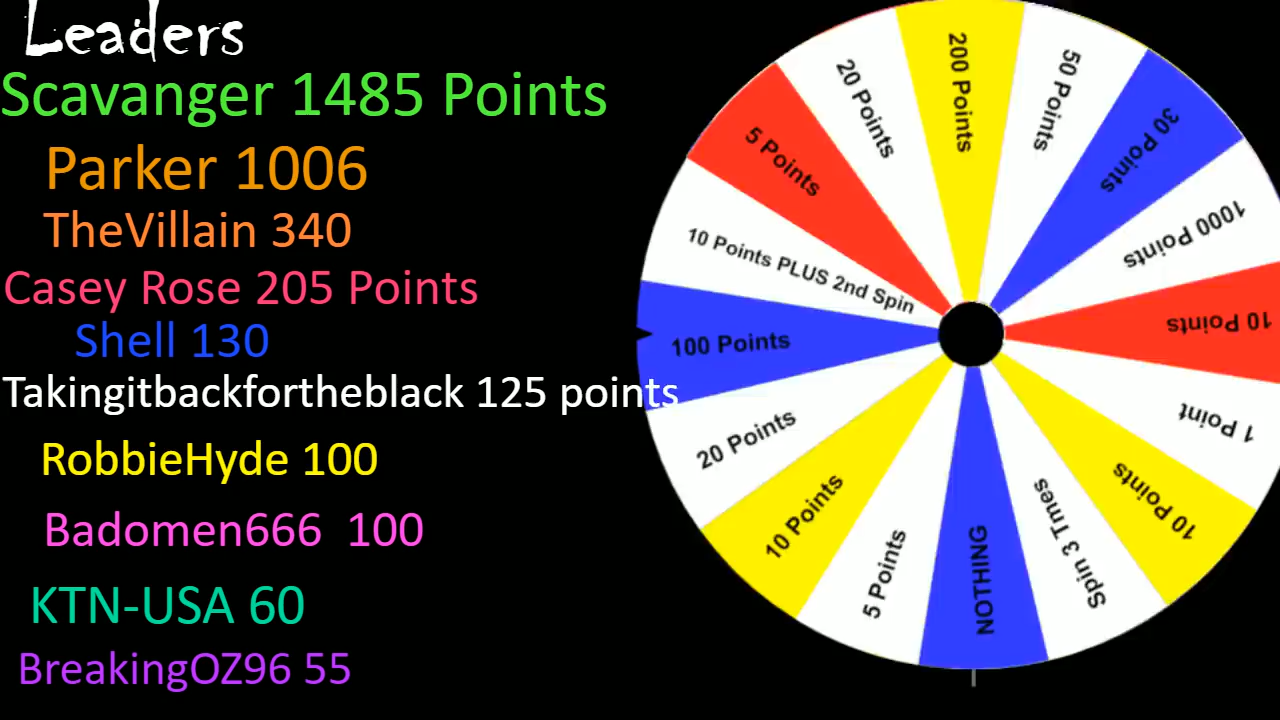 Leaders
Scavanger 1485 Points
Parker 1006
TheVillain 340
Casey Rose 205 Points
Shell 130
Takingitbackfortheblack 125 points
RobbieHyde 100
Badomen666 100
KTN-USA 60
BreakingOZ96 55
200 Points
50 Points
30 Points
1000 Points
10 Points
1 Point
10 Points
Spin 3 Tmes
NOTHING
5 Points
10 Points
20 Points
100 Points
10 Points PLUS 2nd Spin
5 Points
20 Points